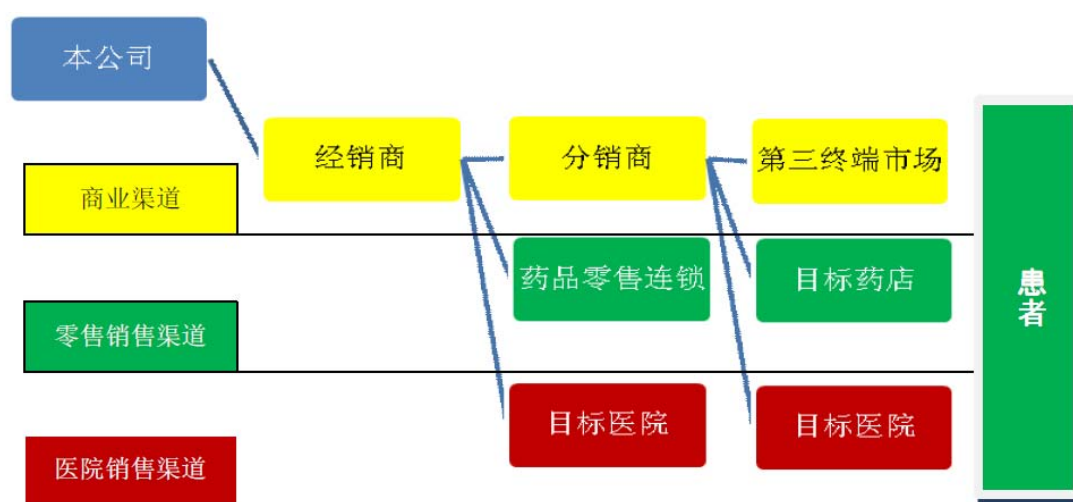 本公司
经销商
分销商
第三终端市场
商业渠道
药品零售连锁
目标药店
患者
零售销售渠道
目标医院
目标医院
医院销售渠道